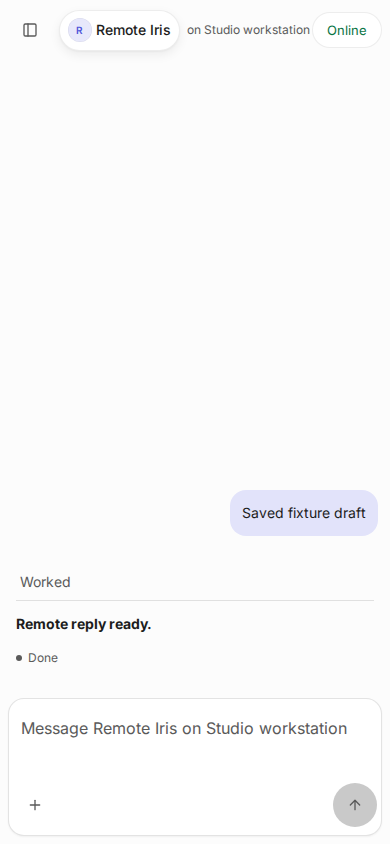 R Remote Iris on Studio workstation Online
Saved fixture draft
Worked
Remote reply ready.
Done
Message Remote Iris on Studio workstation